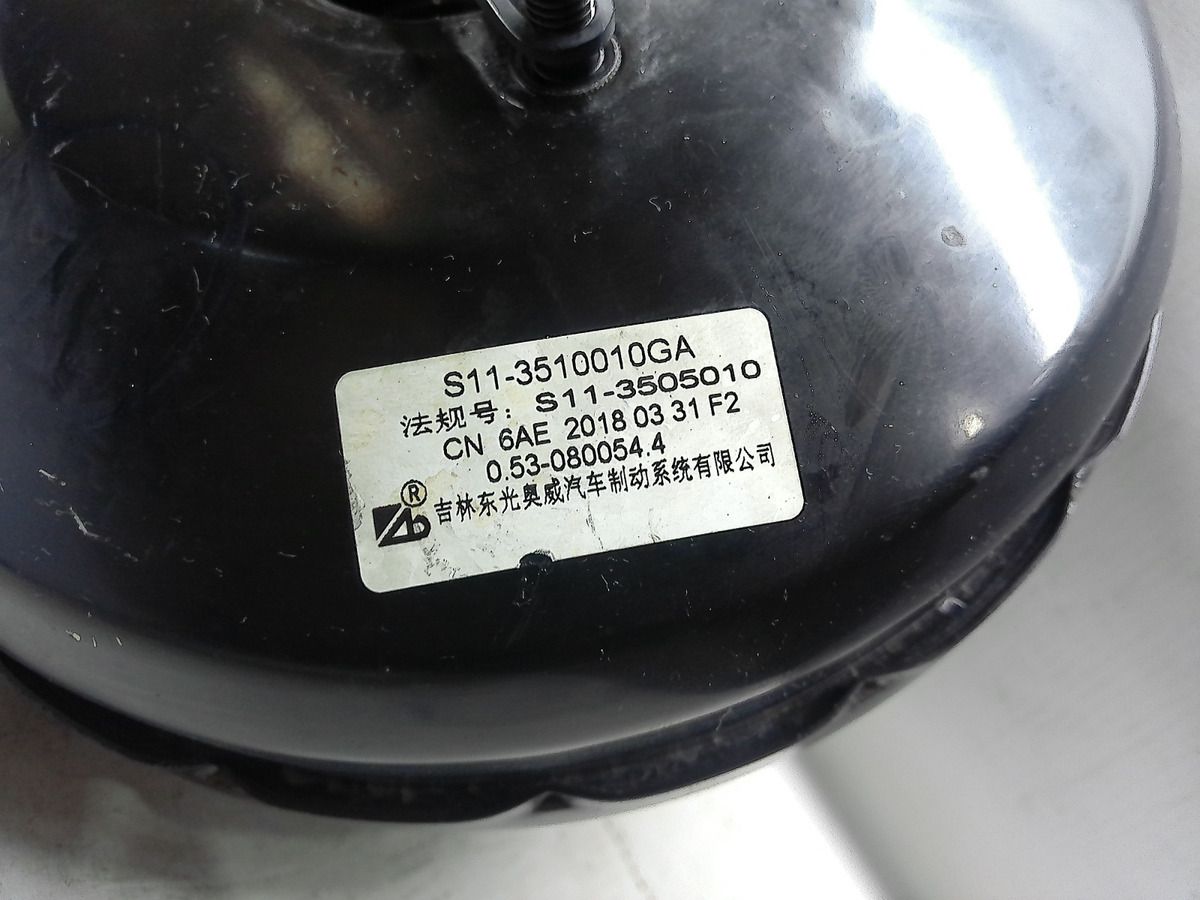 S11-3510010GA
法规号: S11-3505010
CN 6AE 2018 03 31 F2
0.53-080054.4
® 吉林东光奥威汽车制动系统有限公司